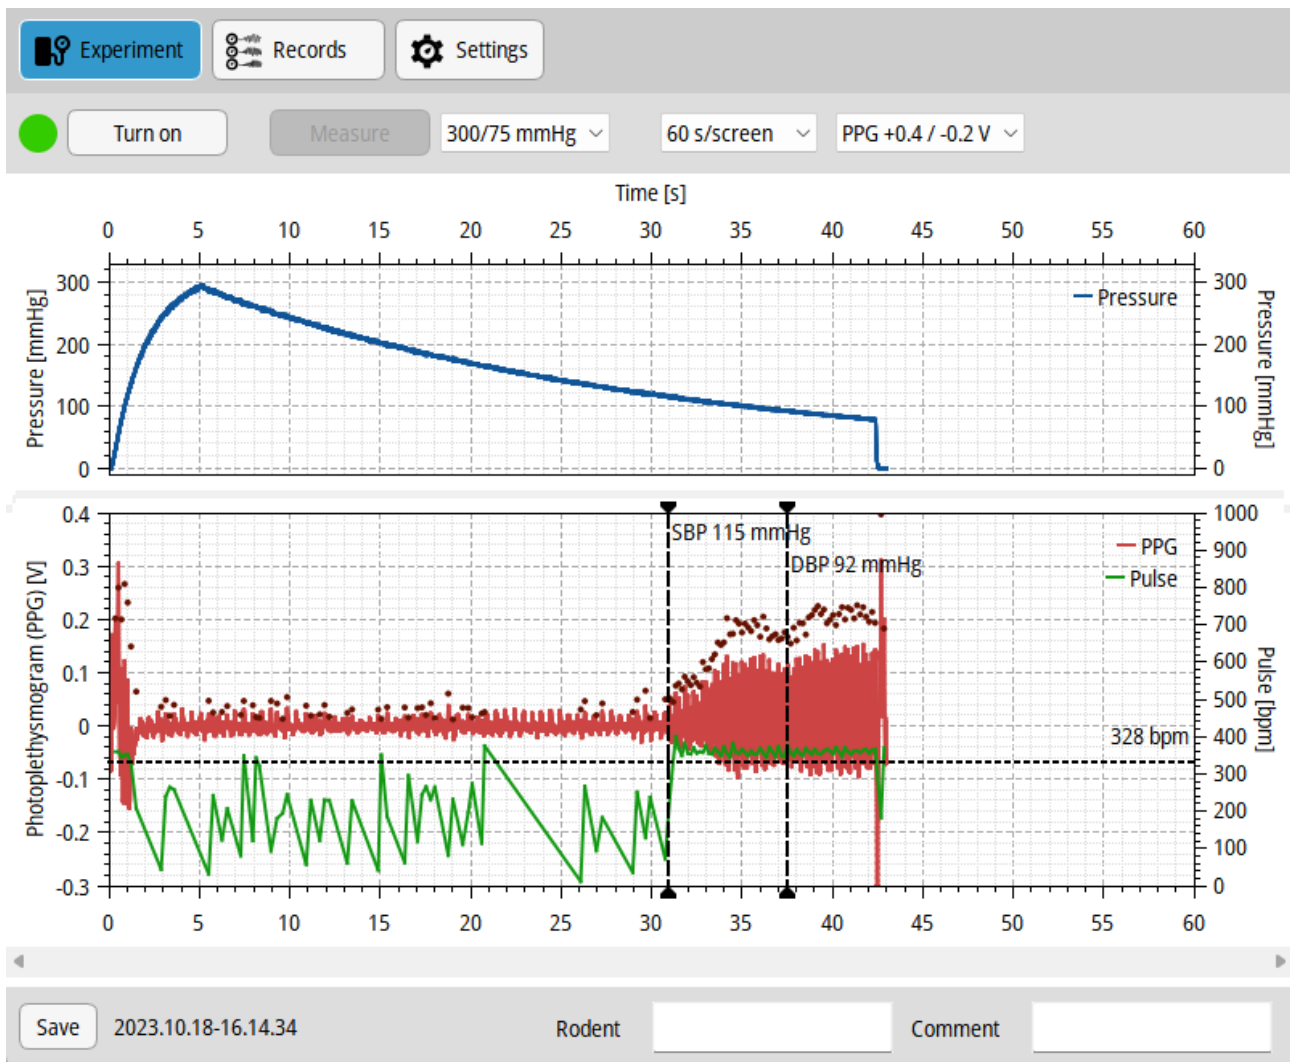 Experiment Records Settings
Turn on Measure 300/75 mmHg 60 s/screen PPG +0.4 / -0.2 V
Time [s]
0 5 10 15 20 25 30 35 40 45 50 55 60
Pressure [mmHg]
300
200
100
0
Pressure
300
200
100
0
Pressure [mmHg]
Photoplethysmogram (PPG) [V]
0.4
0.3
0.2
0.1
0
-0.1
-0.2
-0.3
SBP 115 mmHg
DBP 92 mmHg
PPG
Pulse
328 bpm
1000
900
800
700
600
500
400
300
200
100
0
Pulse [bpm]
0 5 10 15 20 25 30 35 40 45 50 55 60
Save 2023.10.18-16.14.34 Rodent Comment